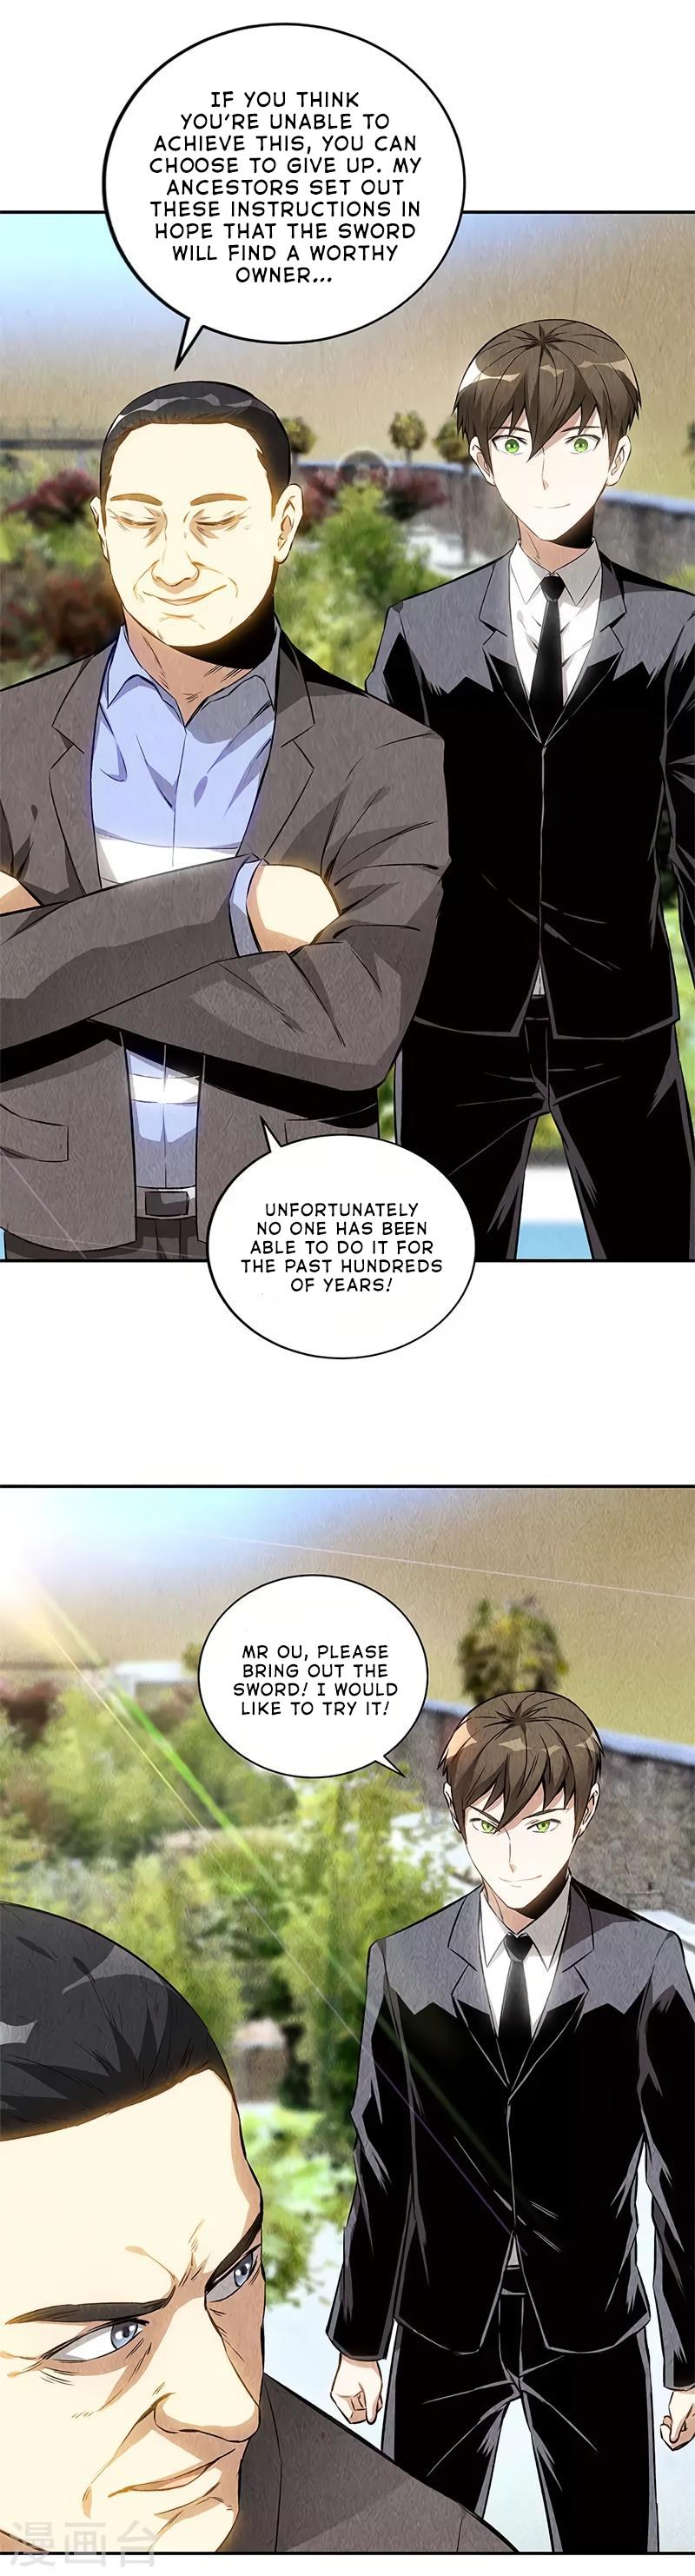 IF YOU THINK
YOU'RE UNABLE TO
ACHIEVE THIS, YOU CAN
CHOOSE TO GIVE UP. MY
ANCESTORS SET OUT
THESE INSTRUCTIONS IN
HOPE THAT THE SWORD
WILL FIND A WORTHY
OWNER...
UNFORTUNATELY
NO ONE HAS BEEN
ABLE TO DO IT FOR
THE PAST HUNDREDS
OF YEARS!
MR OU, PLEASE
BRING OUT THE
SWORD! I WOULD
LIKE TO TRY IT!
漫画台